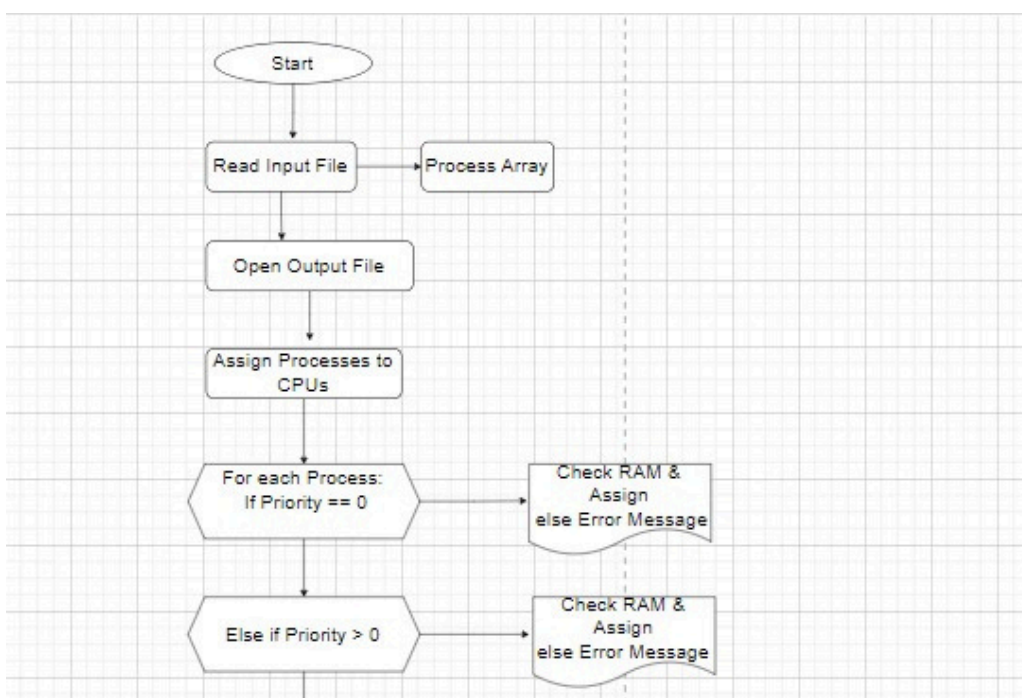 Start
Read Input File
Process Array
Open Output File
Assign Processes to
CPUs
For each Process:
If Priority == 0
Check RAM &
Assign
else Error Message
Else if Priority > 0
Check RAM &
Assign
else Error Message